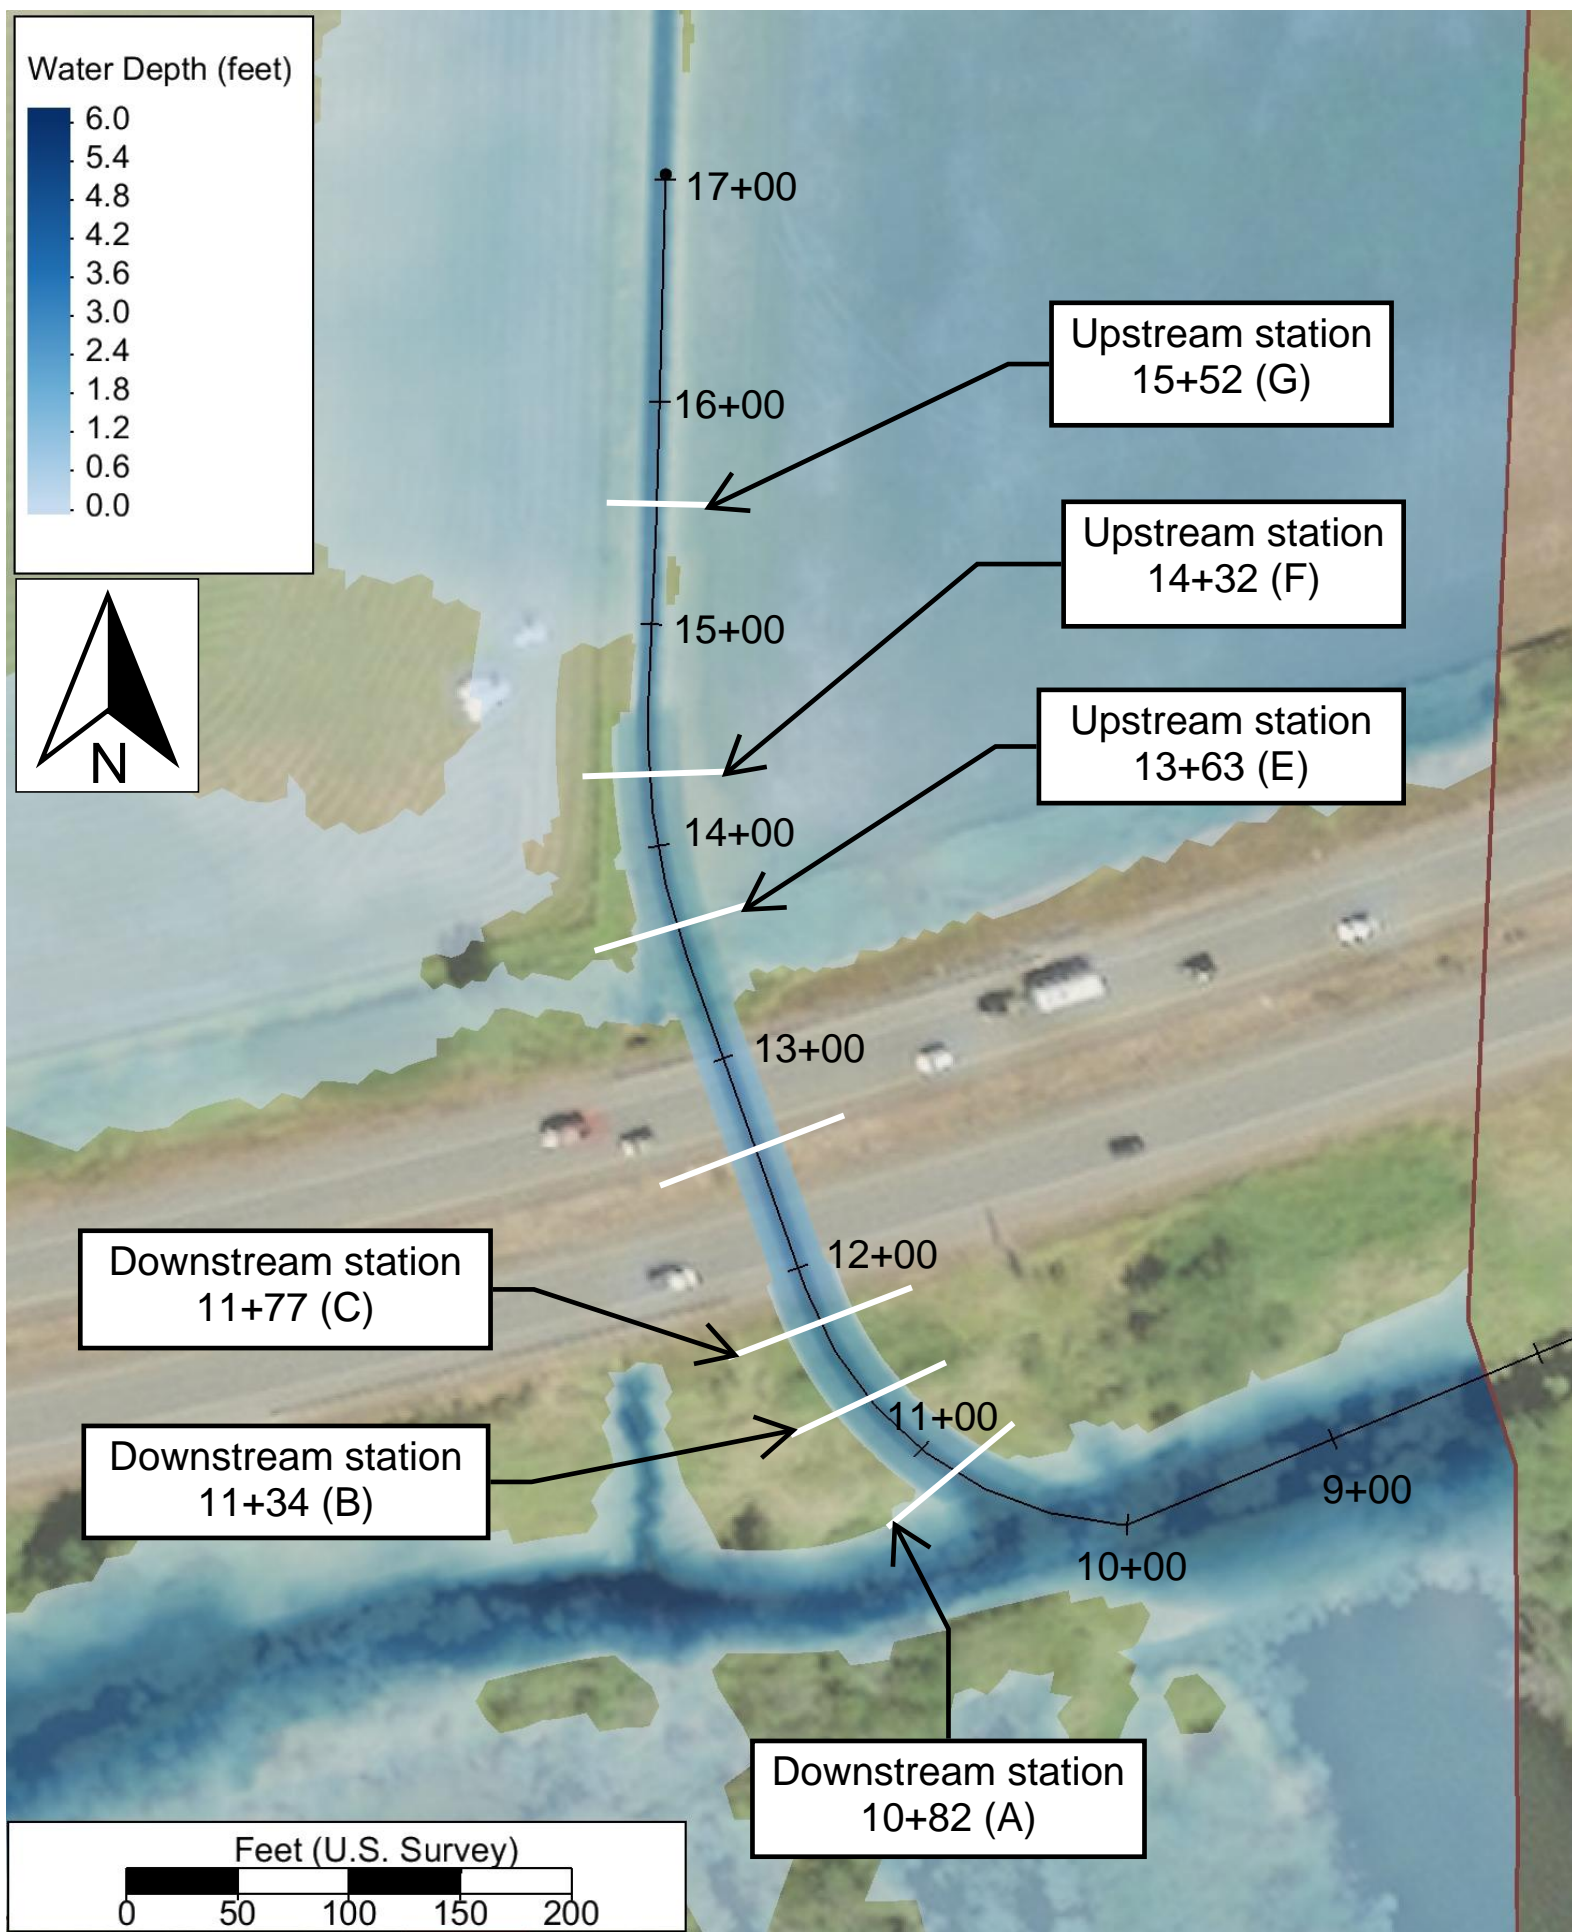 Water Depth (feet)
6.0
5.4
4.8
4.2
3.6
3.0
2.4
1.8
1.2
0.6
0.0
N
17+00
16+00
15+00
14+00
13+00
12+00
11+00
10+00
9+00
Upstream station
15+52 (G)
Upstream station
14+32 (F)
Upstream station
13+63 (E)
Downstream station
11+77 (C)
Downstream station
11+34 (B)
Downstream station
10+82 (A)
Feet (U.S. Survey)
0 50 100 150 200